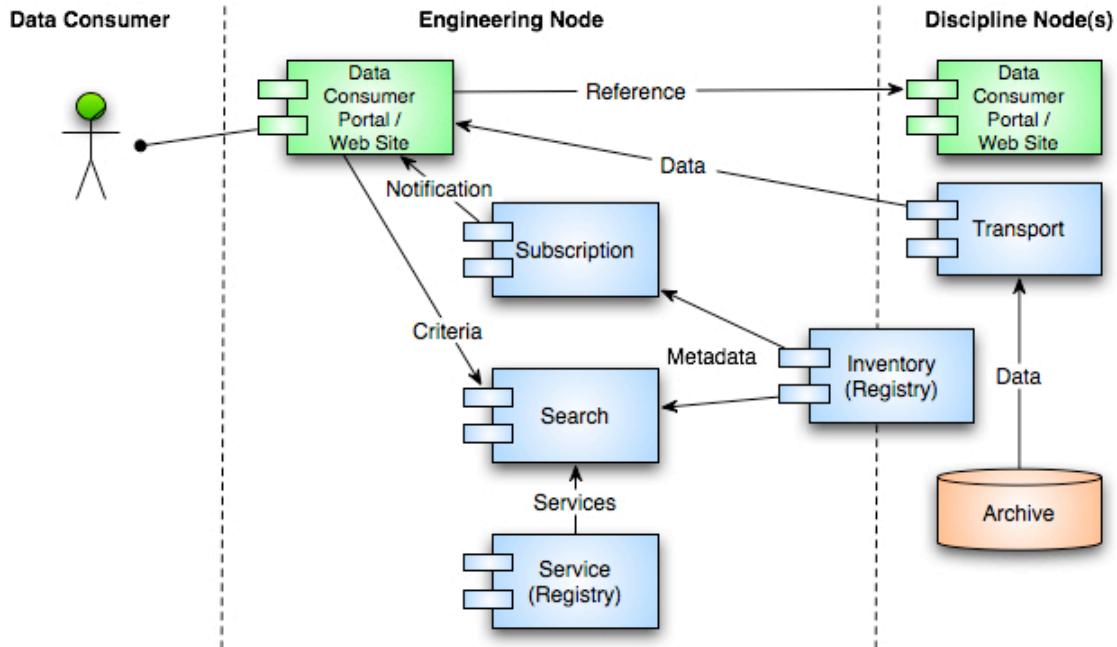 Data Consumer
Engineering Node
Discipline Node(s)
Data
Consumer
Portal /
Web Site
Reference
Data
Consumer
Portal /
Web Site
Data
Notification
Subscription
Transport
Criteria
Metadata
Inventory
(Registry)
Data
Search
Services
Archive
Service
(Registry)